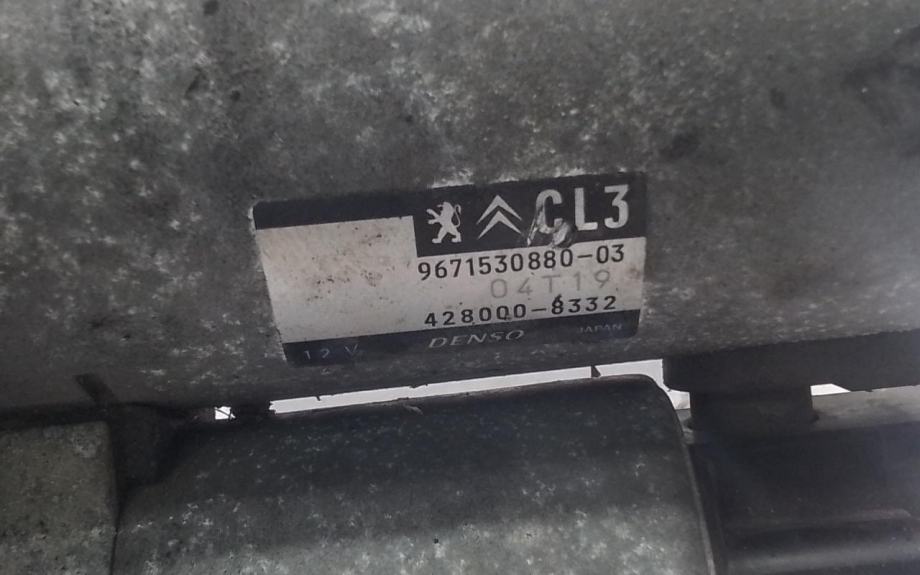 CL3
9671530880-03
04T19
428000-8332
12 V DENSO JAPAN